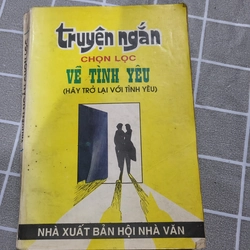 truyện ngắn
CHỌN LỌC
VỀ TÌNH YÊU
(HÃY TRỞ LẠI VỚI TÌNH YÊU)
NHÀ XUẤT BẢN HỘI NHÀ VĂN